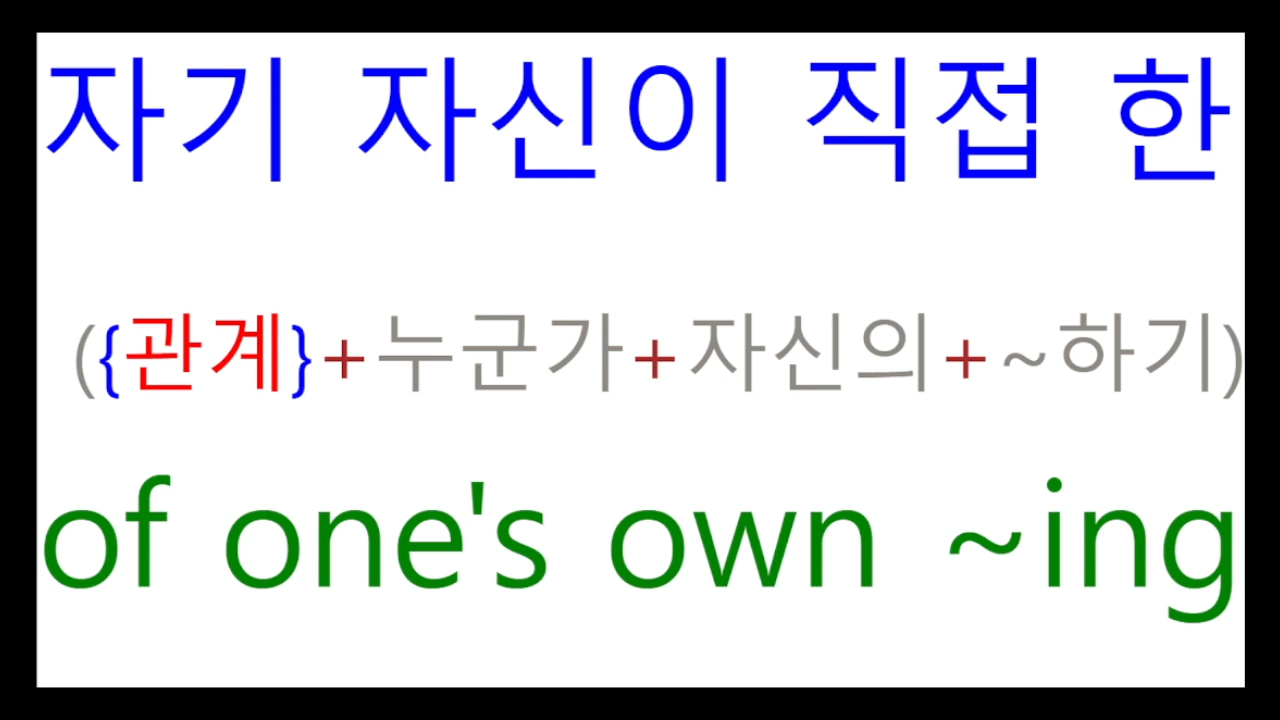 자기 자신이 직접 한
({관계}+누군가+자신의+~하기)
of one's own ~ing